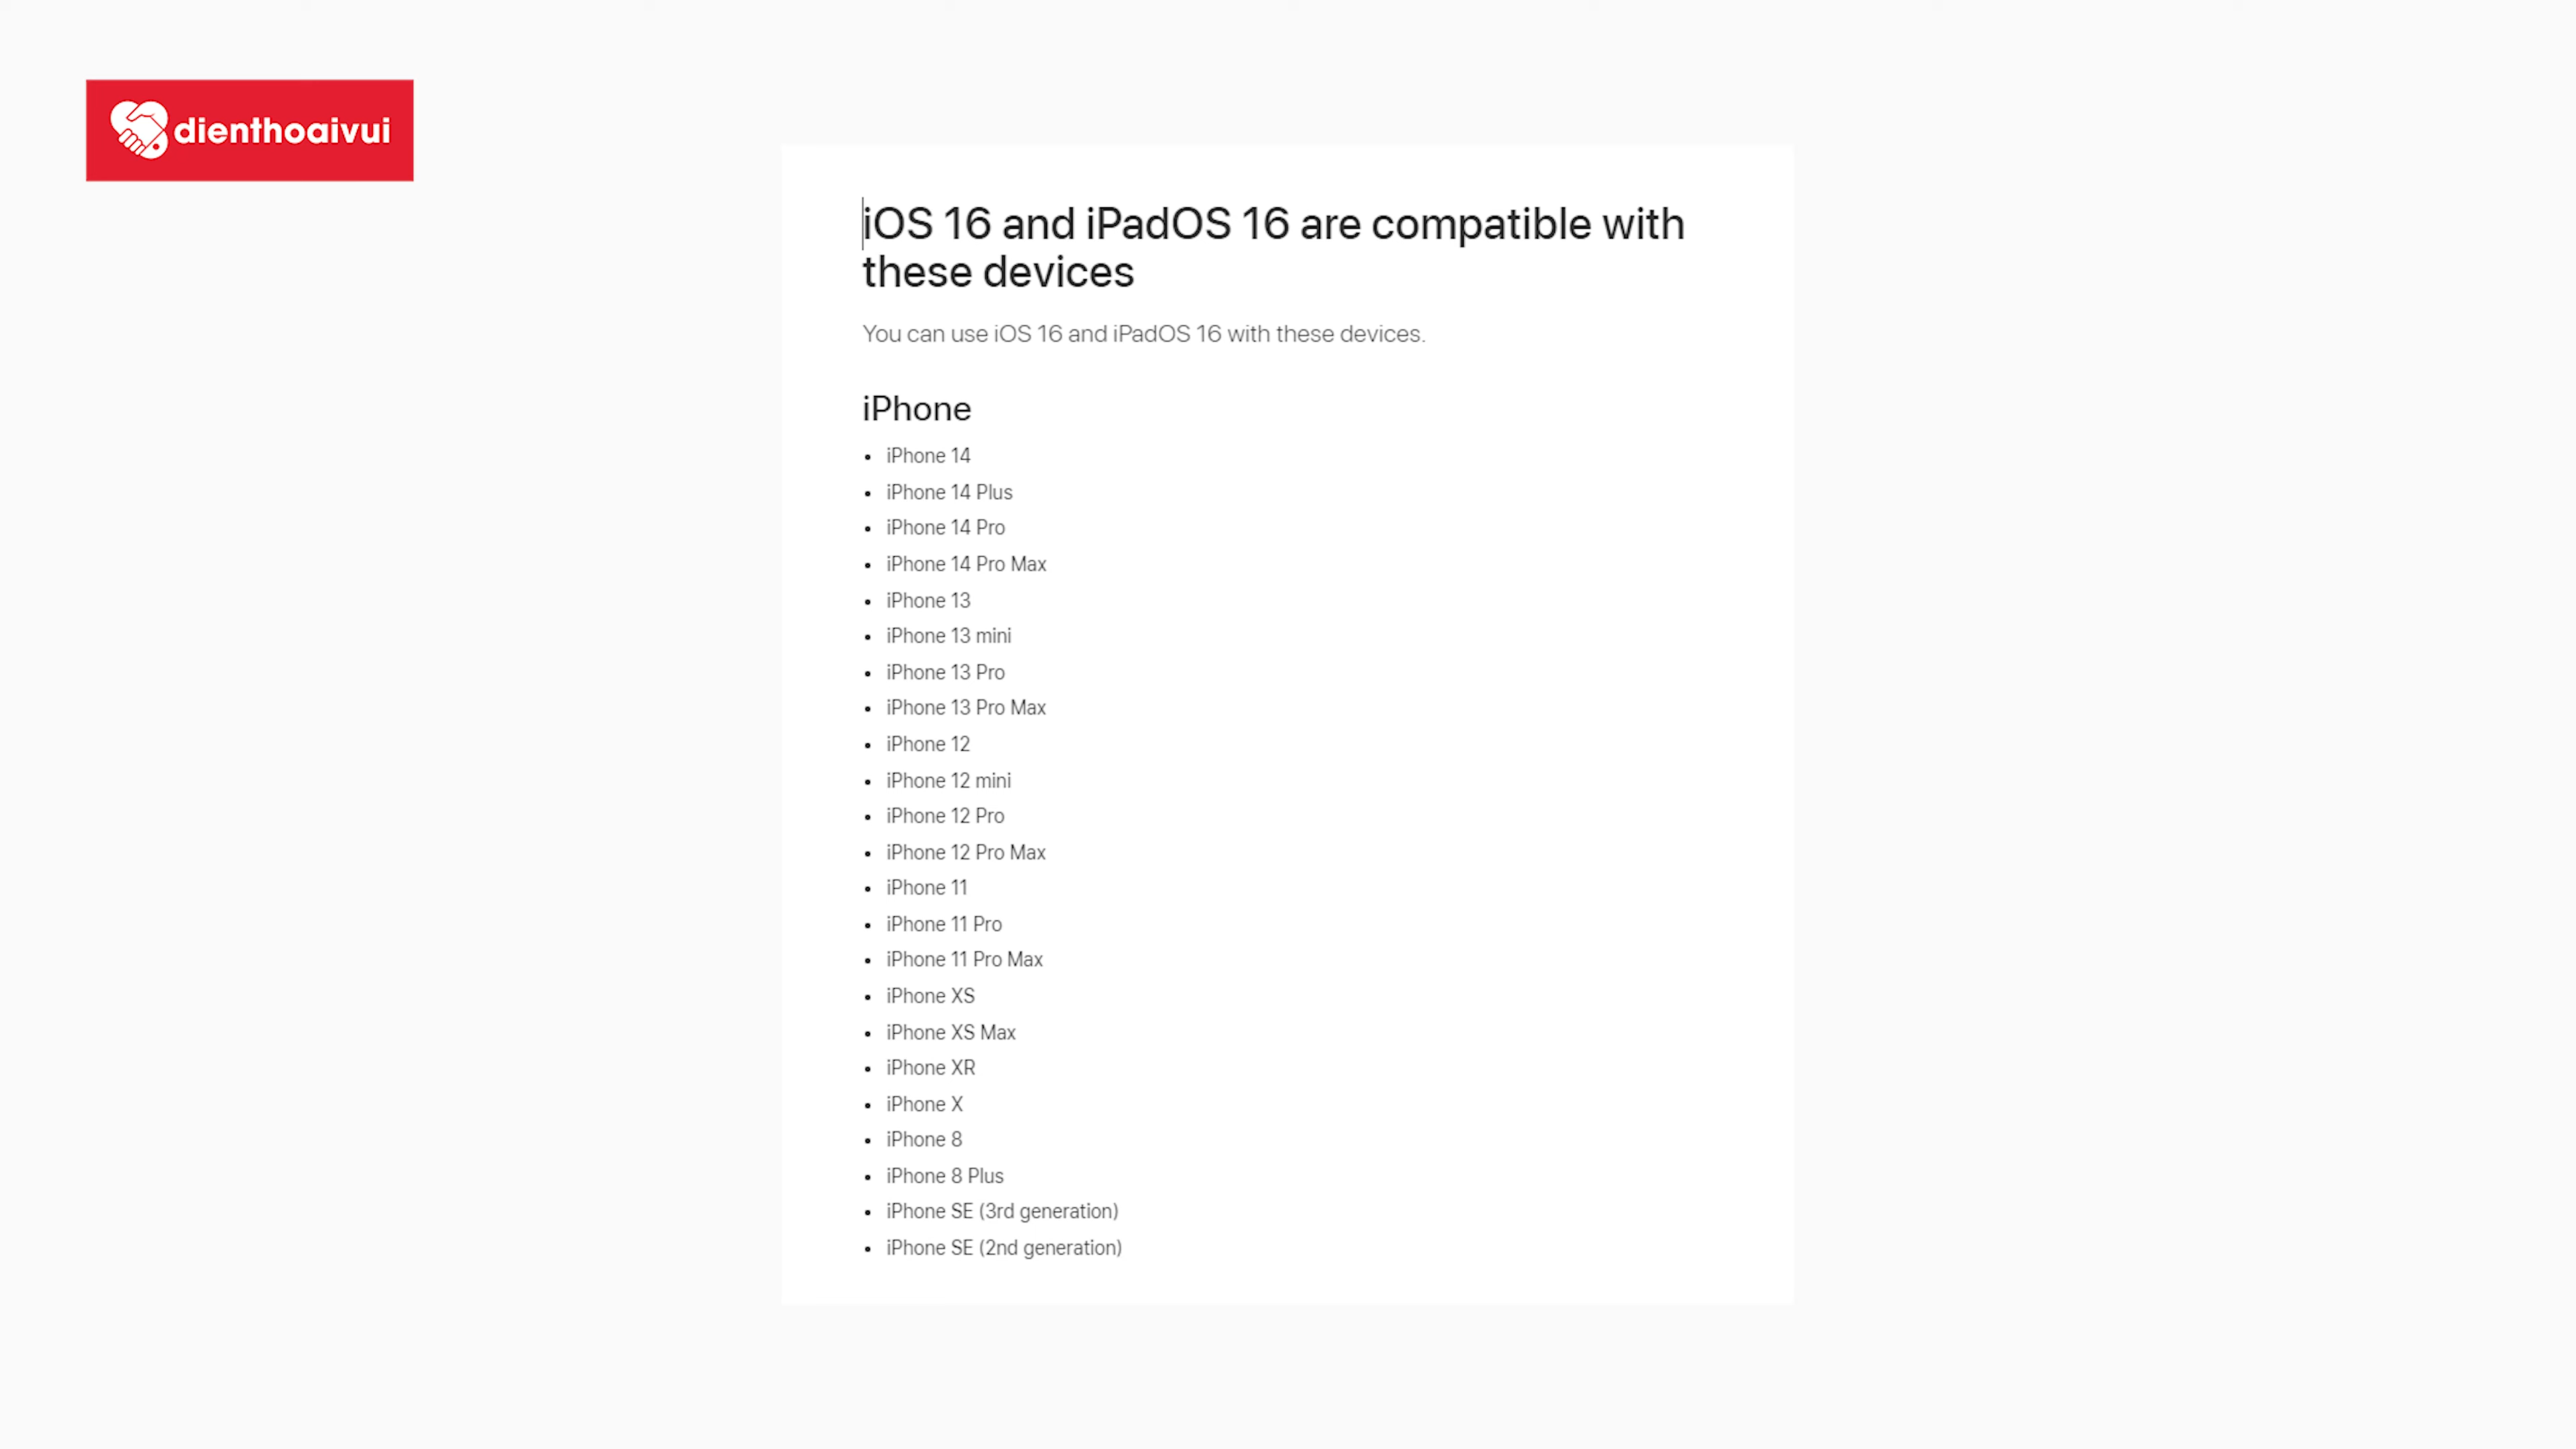 dienthoaivui
iOS 16 and iPadOS 16 are compatible with
these devices
You can use iOS 16 and iPadOS 16 with these devices.
iPhone
• iPhone 14
• iPhone 14 Plus
• iPhone 14 Pro
• iPhone 14 Pro Max
• iPhone 13
• iPhone 13 mini
• iPhone 13 Pro
• iPhone 13 Pro Max
• iPhone 12
• iPhone 12 mini
• iPhone 12 Pro
• iPhone 12 Pro Max
• iPhone 11
• iPhone 11 Pro
• iPhone 11 Pro Max
• iPhone XS
• iPhone XS Max
• iPhone XR
• iPhone X
• iPhone 8
• iPhone 8 Plus
• iPhone SE (3rd generation)
• iPhone SE (2nd generation)